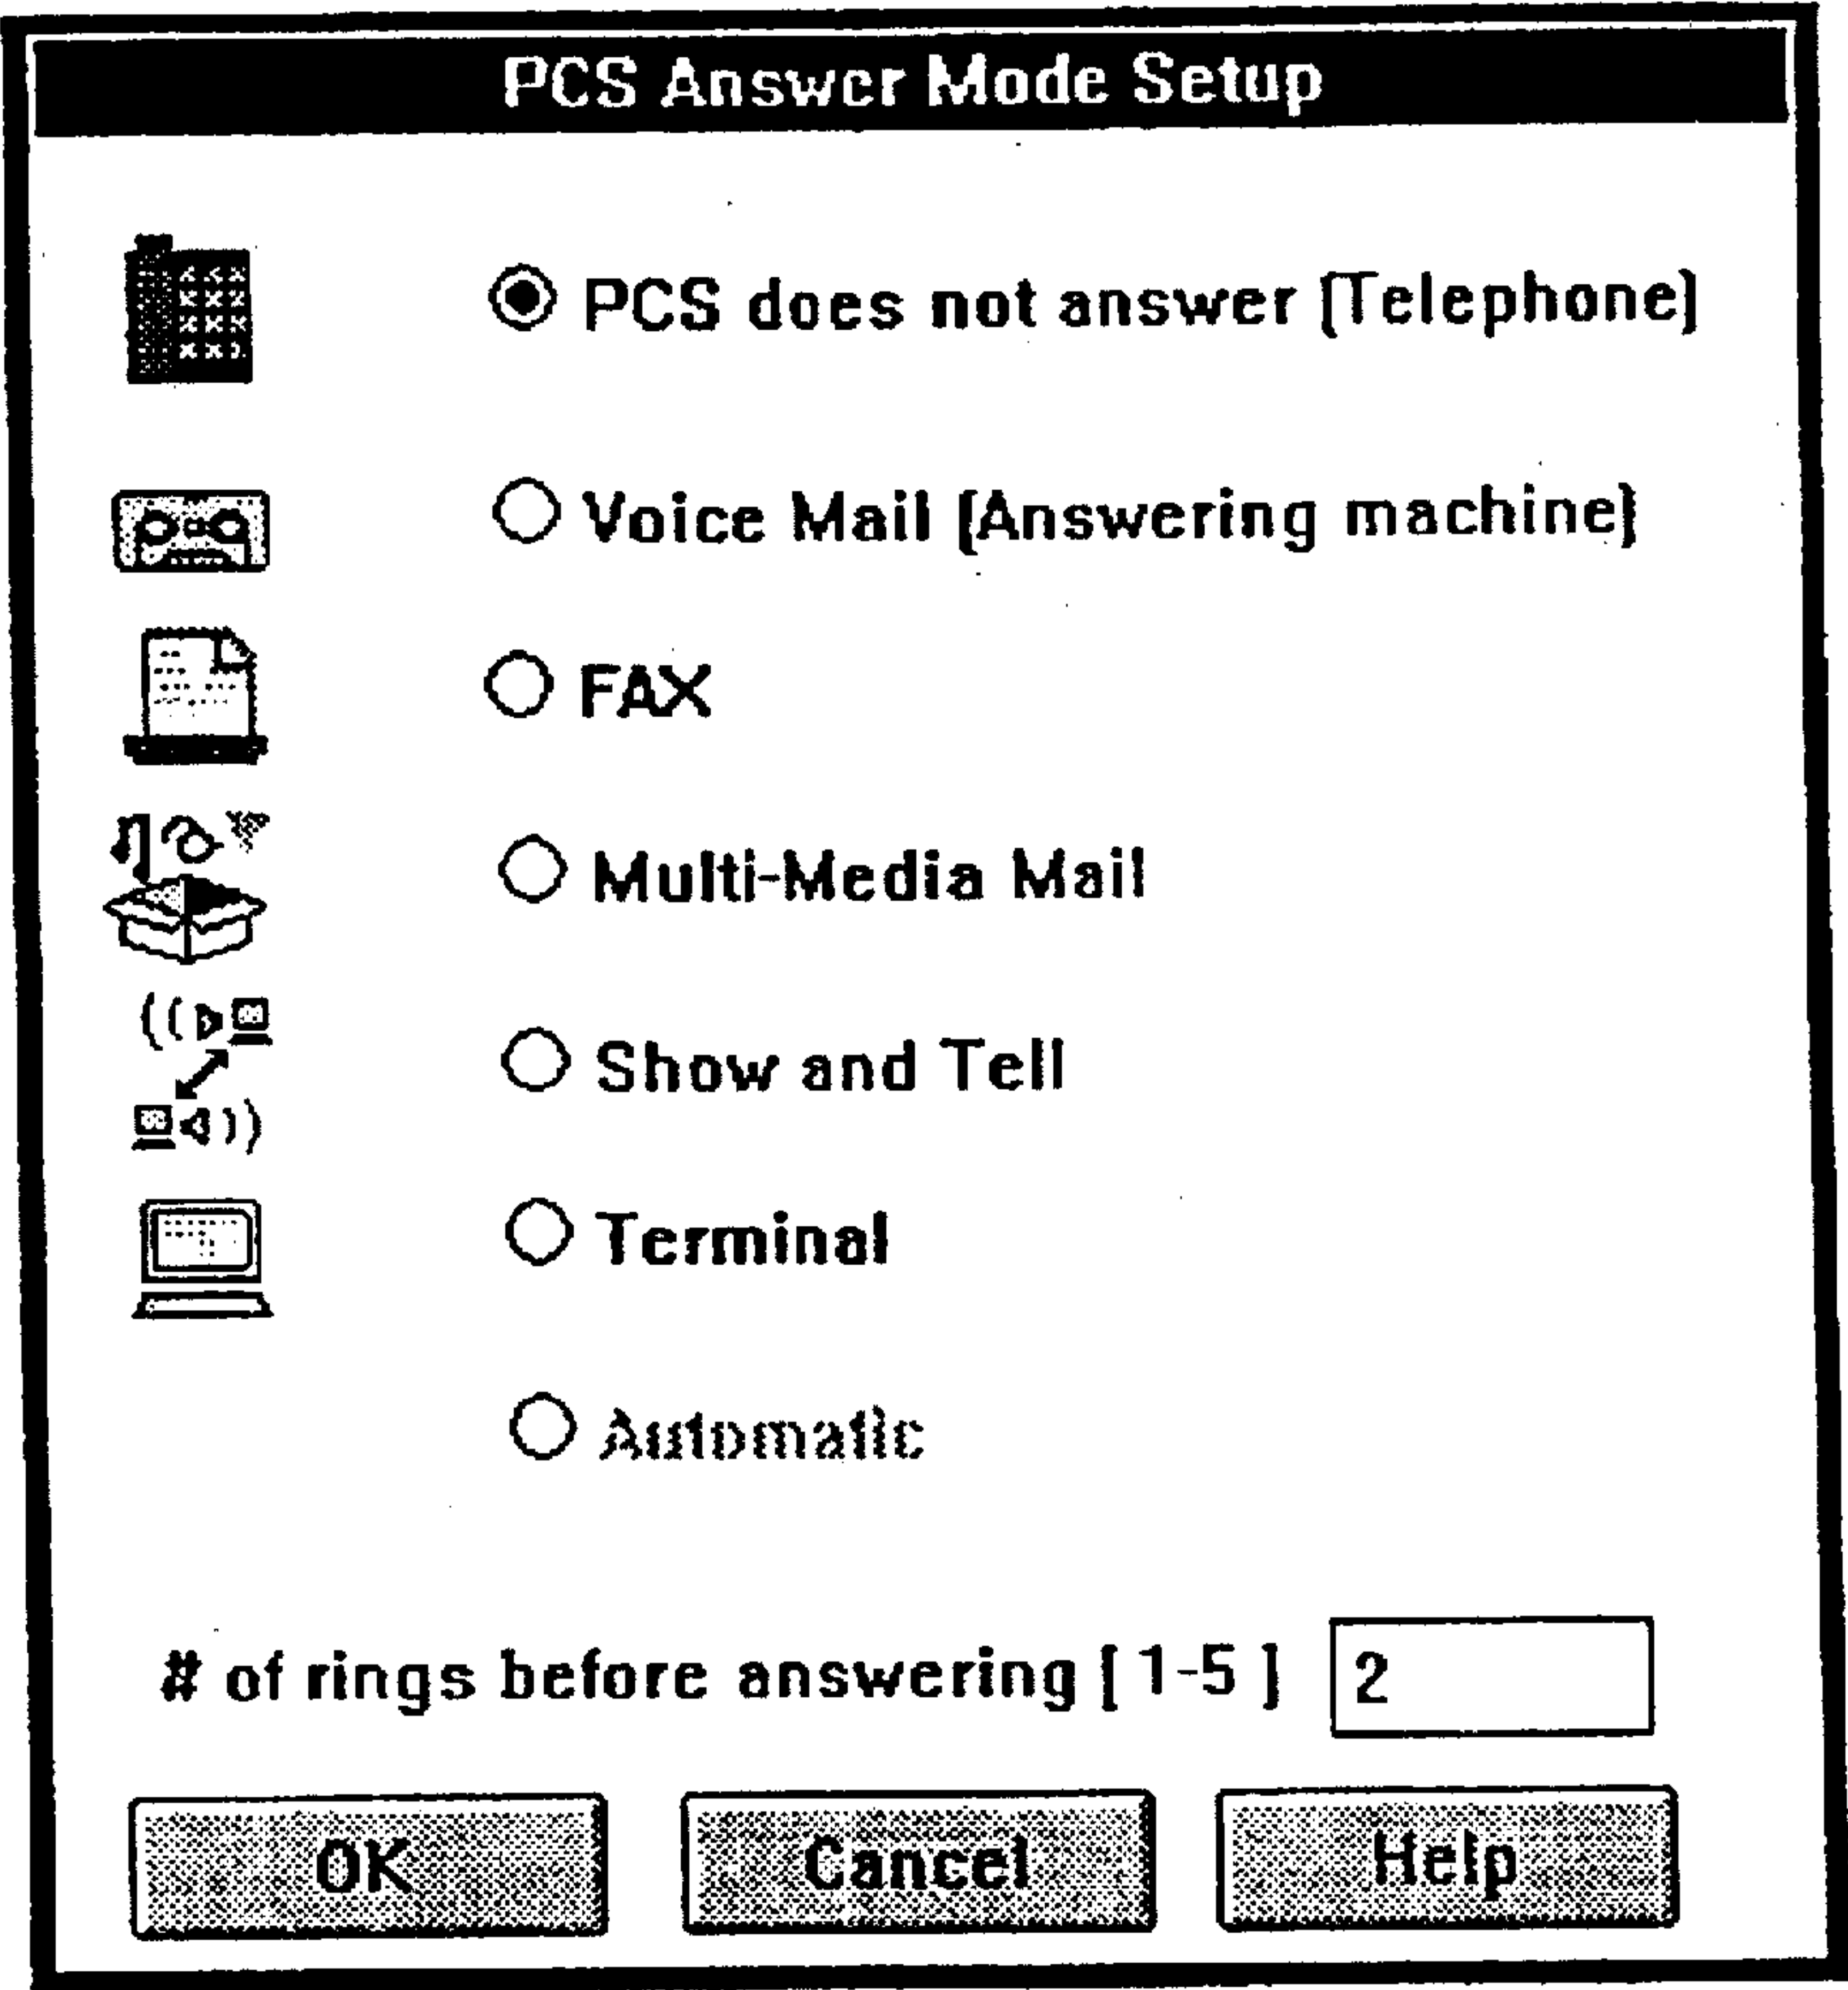 PCS Answer Mode Setup
PCS does not answer (Telephone)
Voice Mail (Answering machine)
FAX
Multi-Media Mail
Show and Tell
Terminal
Automatic
# of rings before answering ( 1-5 ) 2
OK Cancel Help